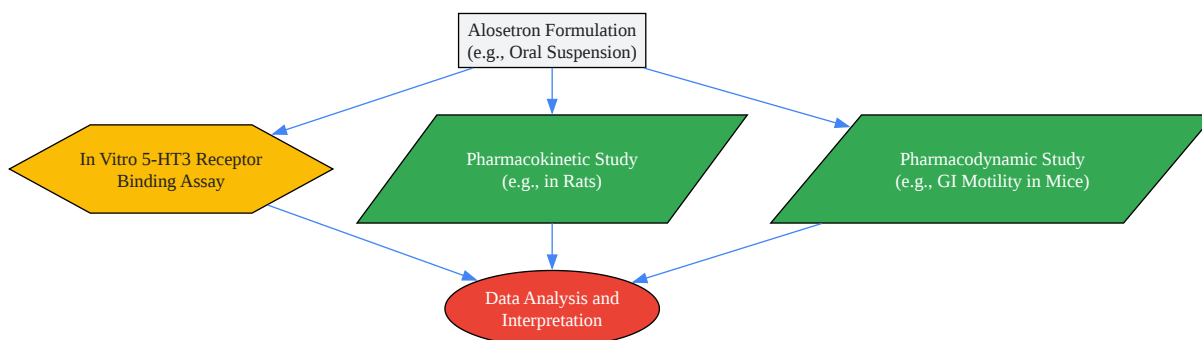 Alosetron Formulation
(e.g., Oral Suspension)
In Vitro 5-HT3 Receptor
Binding Assay
Pharmacokinetic Study
(e.g., in Rats)
Pharmacodynamic Study
(e.g., GI Motility in Mice)
Data Analysis and
Interpretation